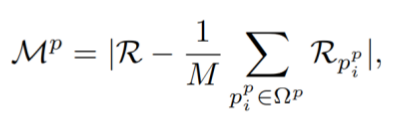 $\mathcal{M}^p = |\mathcal{R} - \frac{1}{M} \sum_{p_i^p \in \Omega^p} \mathcal{R}_{p_i^p}|,$